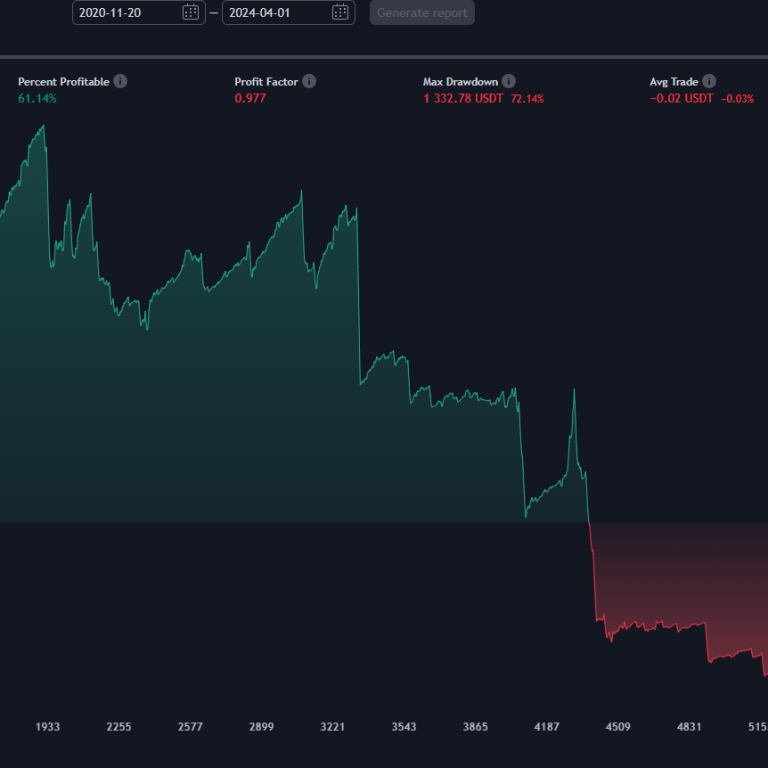 2020-11-20 — 2024-04-01 Generate report
Percent Profitable Profit Factor Max Drawdown Avg Trade
61.14% 0.977 1 332.78 USDT 72.14% −0.02 USDT −0.03%
1933 2255 2577 2899 3221 3543 3865 4187 4509 4831 515